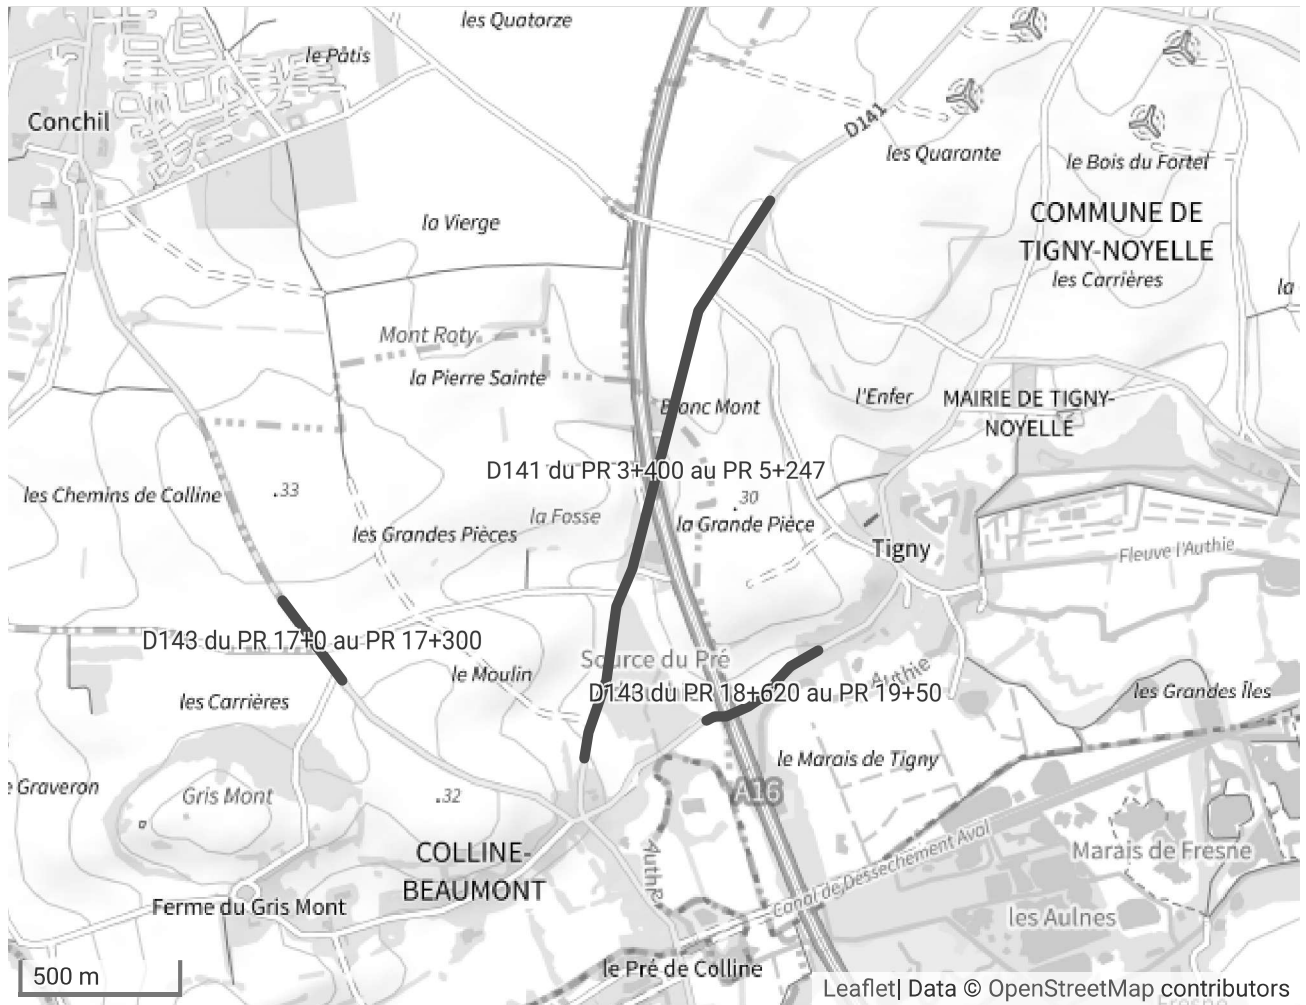 les Quatorze
le Pâtis
Conchil
D141
les Quarante
le Bois du Fortel
la Vierge
COMMUNE DE
TIGNY-NOYELLE
les Carrières
la
Mont Roty
la Pierre Sainte
Blanc Mont
l'Enfer
MAIRIE DE TIGNY-
NOYELLE
D141 du PR 3+400 au PR 5+247
les Chemins de Colline
.33
30
la Fosse
la Grande Pièce
les Grandes Pièces
Tigny
Fleuve l'Authie
D143 du PR 17+0 au PR 17+300
Source du Pré
le Moulin
Authie
D143 du PR 18+620 au PR 19+50
les Grandes Îles
les Carrières
le Marais de Tigny
e Graveron
Gris Mont
.32
A16
COLLINE-
BEAUMONT
Authie
Canal de Dessèchement Aval
Marais de Fresne
Ferme du Gris Mont
les Aulnes
500 m
le Pré de Colline
Leaflet| Data © OpenStreetMap contributors
Fresne